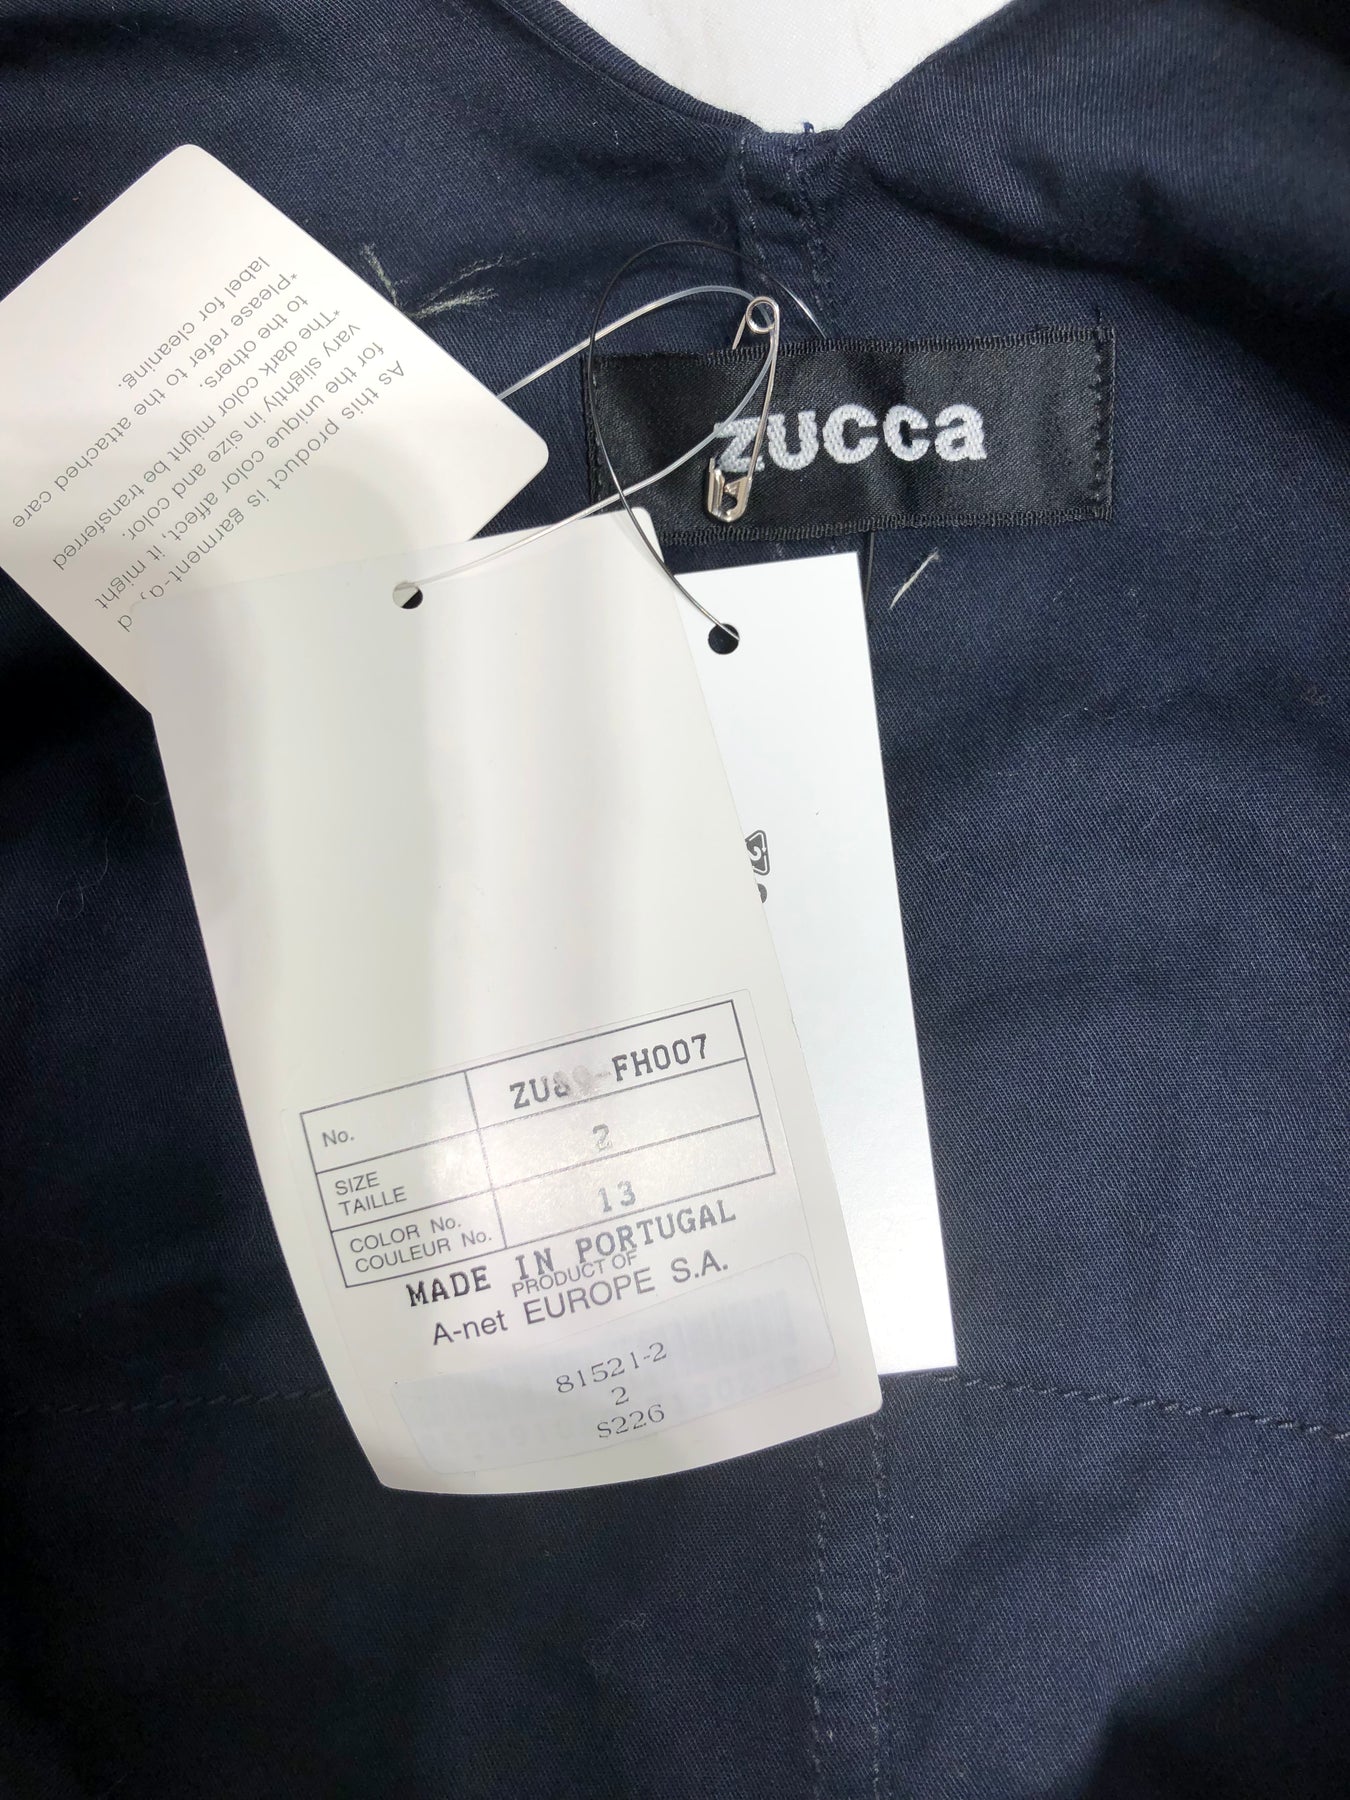 zucca
As this product is garment-dyed
for the unique color affect, it might
vary slightly in size and color.
*The dark color might be transferred
to the others.
*Please refer to the attached care
label for cleaning.
No.
FH007
SIZE
TAILLE
2
COLOR No.
COULEUR No.
13
MADE IN PORTUGAL
PRODUCT OF
A-net EUROPE S.A.
81521-2
2
S226